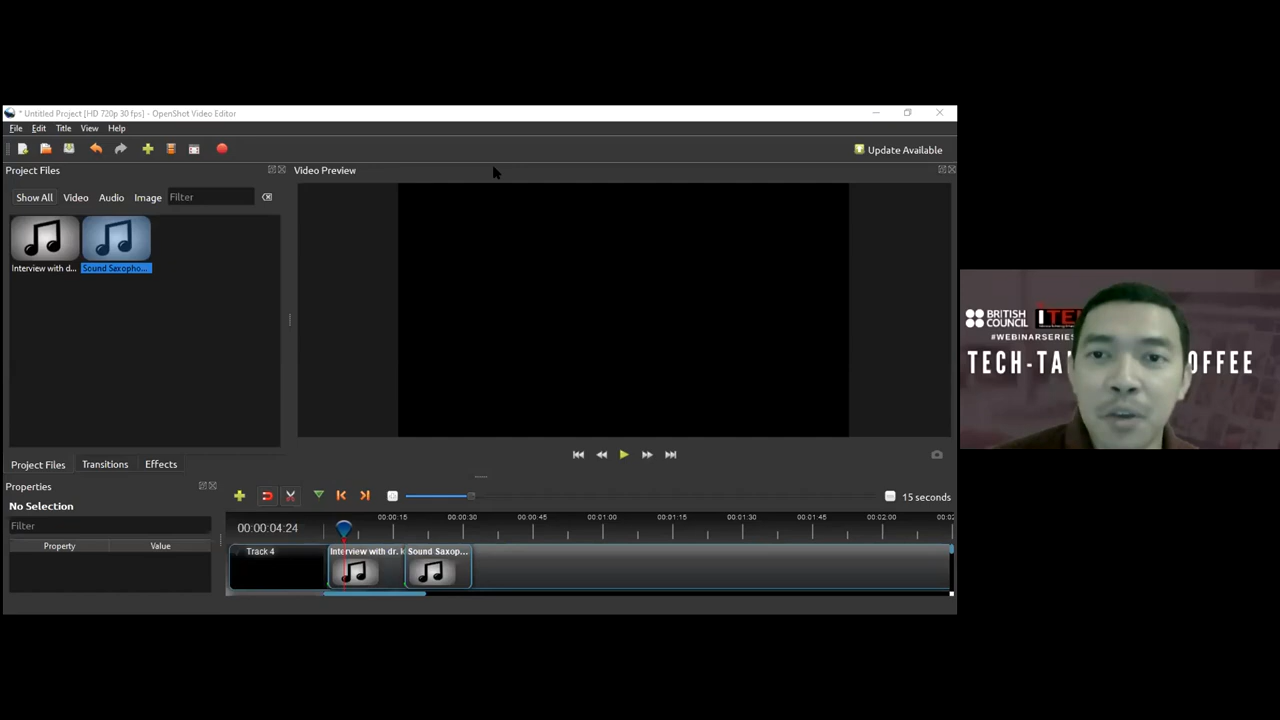 * Untitled Project [HD 720p 30 fps] - OpenShot Video Editor
File Edit Title View Help
Update Available
Project Files
Video Preview
Show All Video Audio Image Filter
Interview with d... Sound Saxopho...
BRITISH
COUNCIL
#WEBINARSERIES
Project Files Transitions Effects
Properties
No Selection
15 seconds
Filter
Property Value
00:00:04:24
00:00:15 00:00:30 00:00:45 00:01:00 00:01:15 00:01:30 00:01:45 00:02:00
Track 4
Interview with dr.
Sound Saxop...